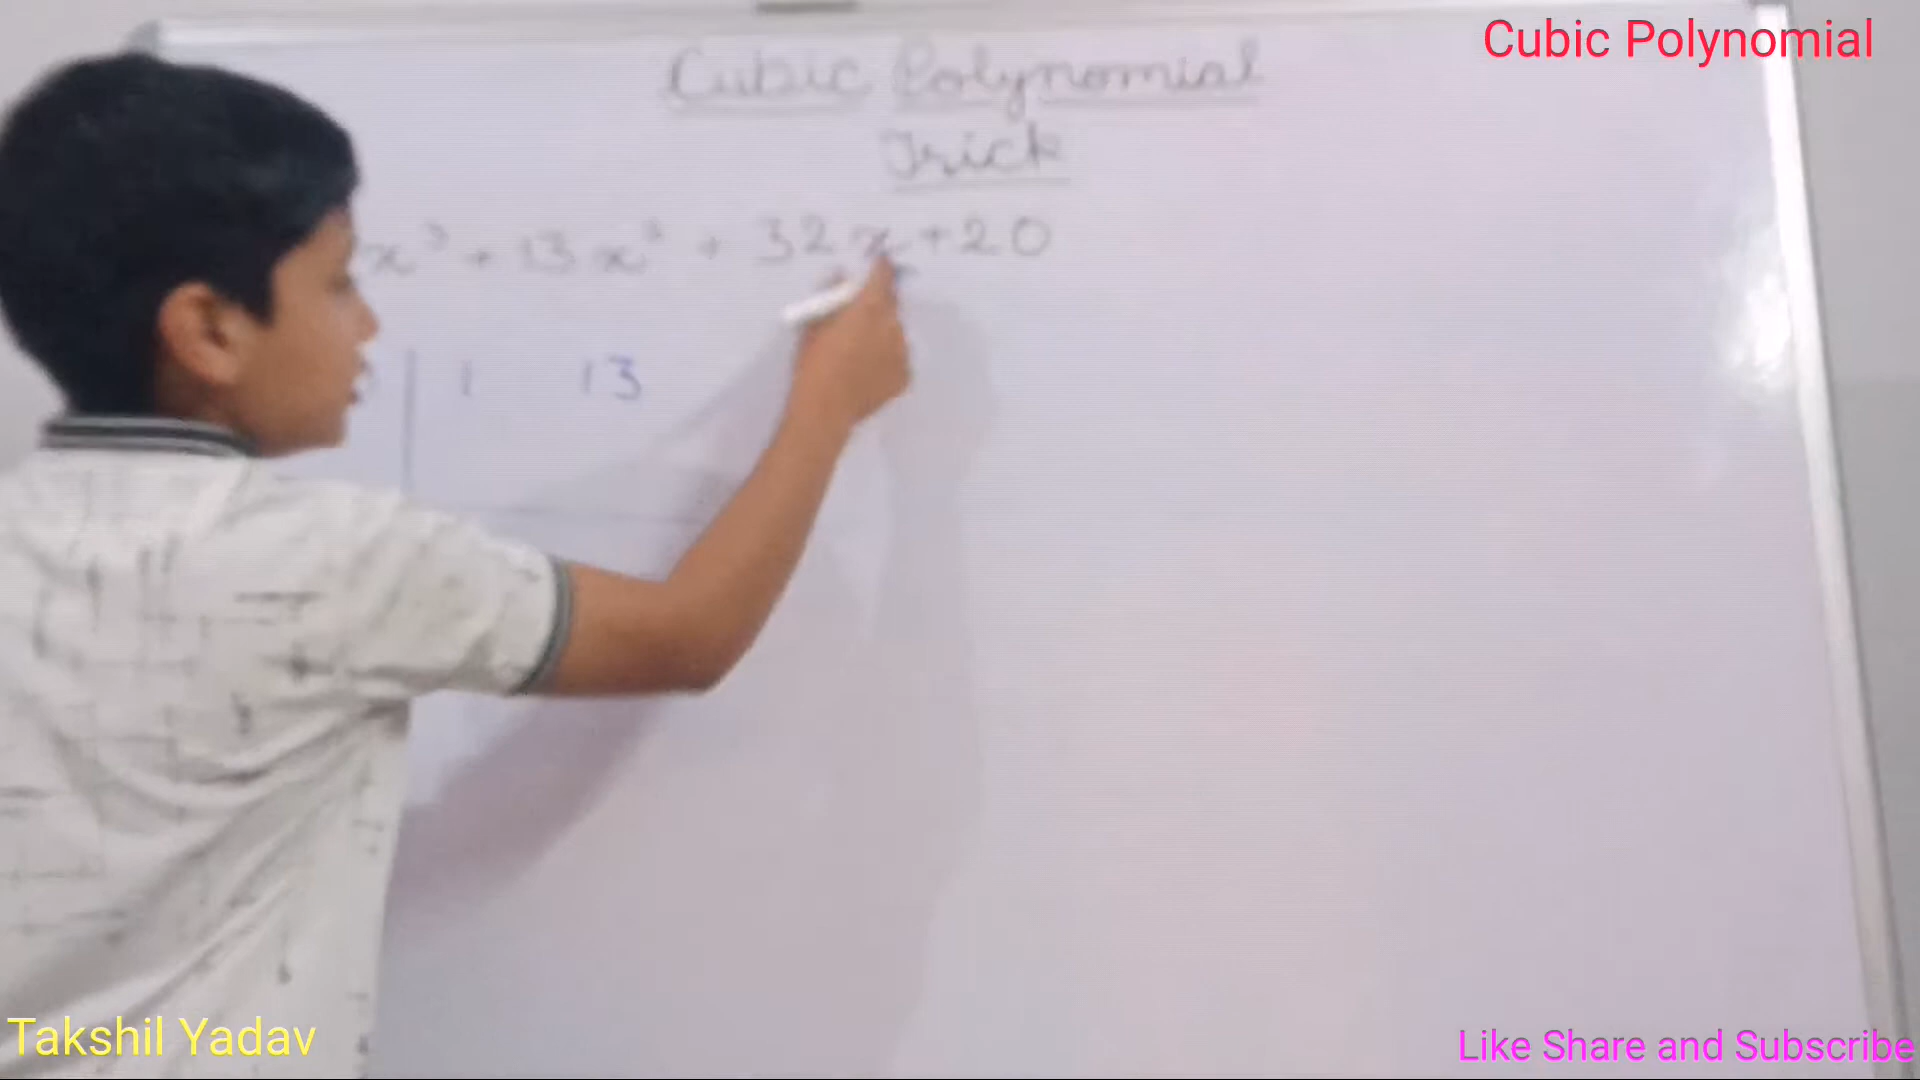 Cubic Polynomial
Cubic Polynomial
Trick
x³ + 13x² + 32x + 20
1 13
Takshil Yadav
Like Share and Subscribe